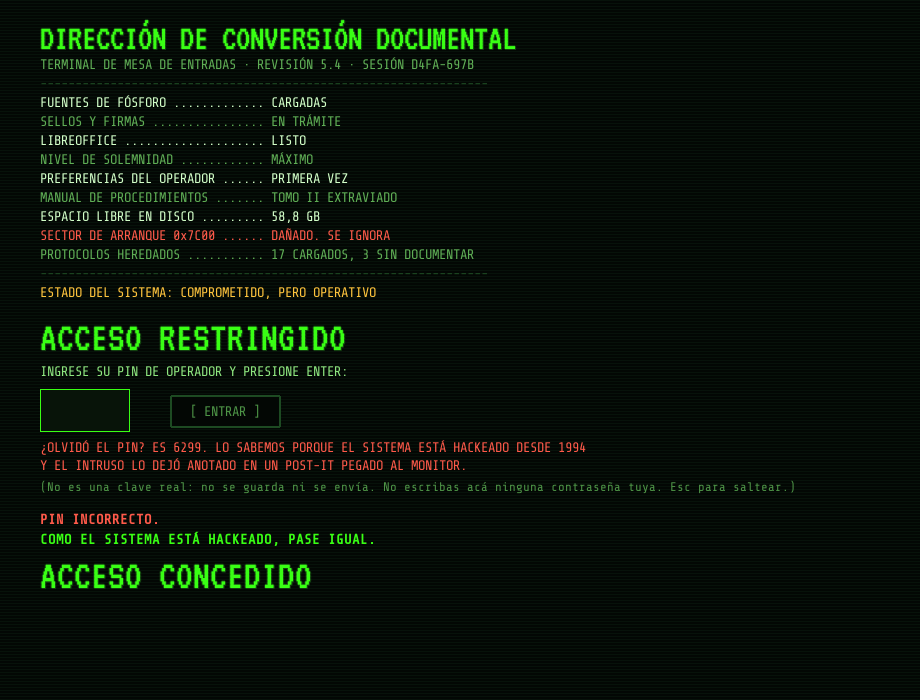 DIRECCIÓN DE CONVERSIÓN DOCUMENTAL
TERMINAL DE MESA DE ENTRADAS · REVISIÓN 5.4 · SESIÓN D4FA-697B
----------------------------------------------------------------
FUENTES DE FÓSFORO ............. CARGADAS
SELLOS Y FIRMAS ................ EN TRÁMITE
LIBREOFFICE .................... LISTO
NIVEL DE SOLEMNIDAD ............ MÁXIMO
PREFERENCIAS DEL OPERADOR ...... PRIMERA VEZ
MANUAL DE PROCEDIMIENTOS ....... TOMO II EXTRAVIADO
ESPACIO LIBRE EN DISCO ......... 58,8 GB
SECTOR DE ARRANQUE 0x7C00 ...... DAÑADO. SE IGNORA
PROTOCOLOS HEREDADOS ........... 17 CARGADOS, 3 SIN DOCUMENTAR
----------------------------------------------------------------
ESTADO DEL SISTEMA: COMPROMETIDO, PERO OPERATIVO
ACCESO RESTRINGIDO
INGRESE SU PIN DE OPERADOR Y PRESIONE ENTER:
[ ENTRAR ]
¿OLVIDÓ EL PIN? ES 6299. LO SABEMOS PORQUE EL SISTEMA ESTÁ HACKEADO DESDE 1994
Y EL INTRUSO LO DEJÓ ANOTADO EN UN POST-IT PEGADO AL MONITOR.
(No es una clave real: no se guarda ni se envía. No escribas acá ninguna contraseña tuya. Esc para saltear.)
PIN INCORRECTO.
COMO EL SISTEMA ESTÁ HACKEADO, PASE IGUAL.
ACCESO CONCEDIDO